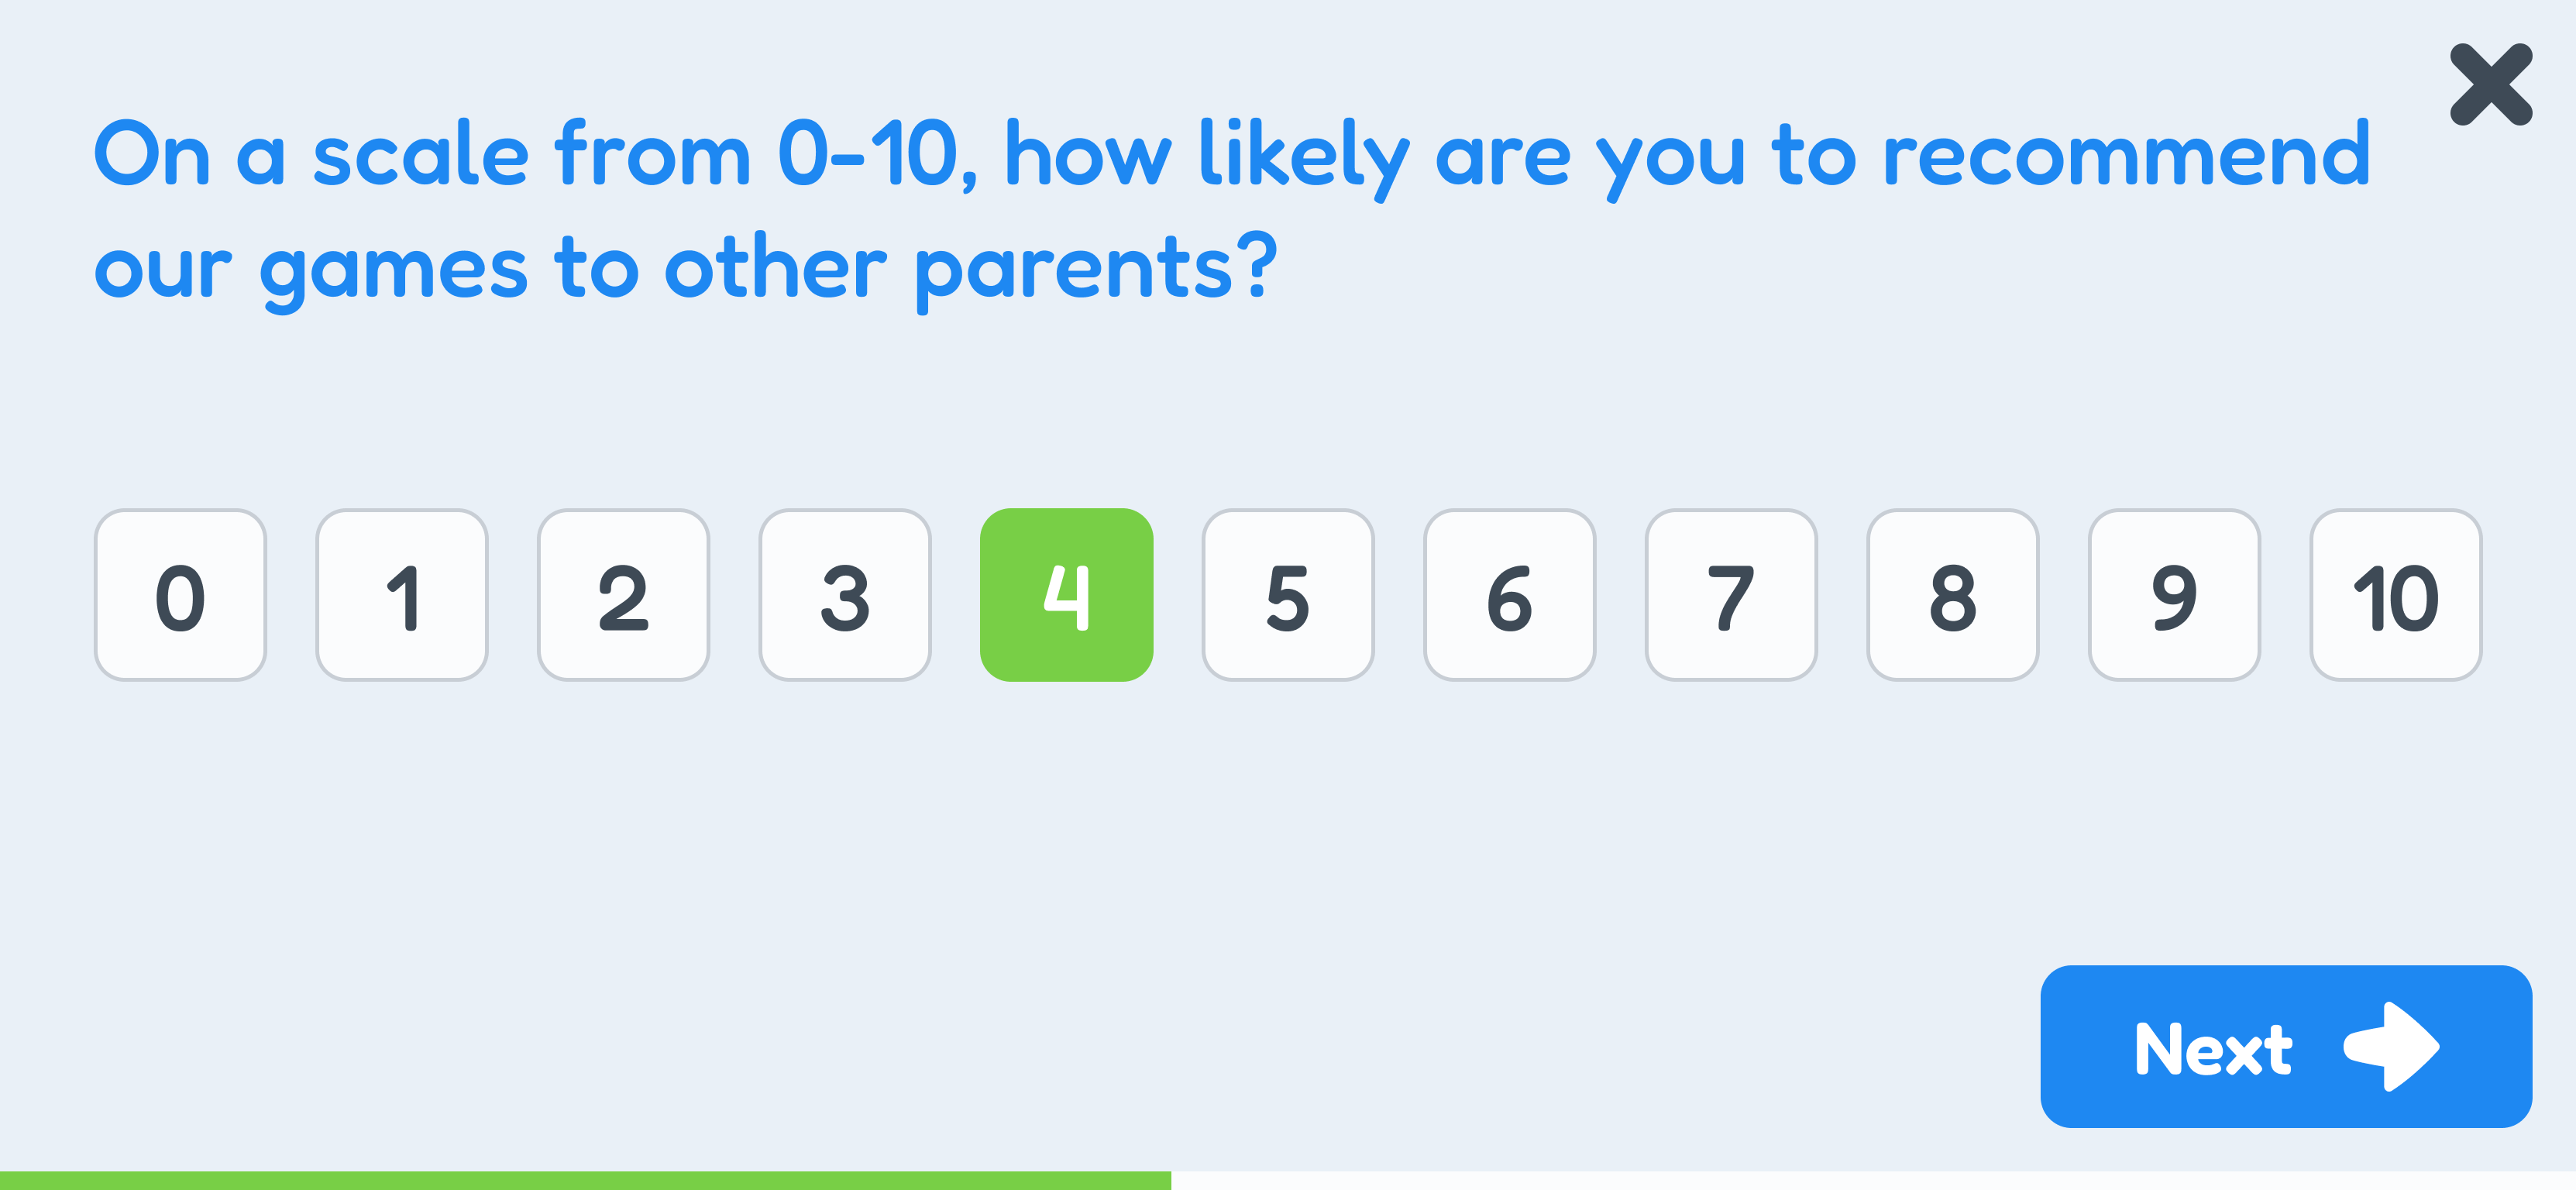 On a scale from 0-10, how likely are you to recommend
our games to other parents?
0 1 2 3 4 5 6 7 8 9 10
Next